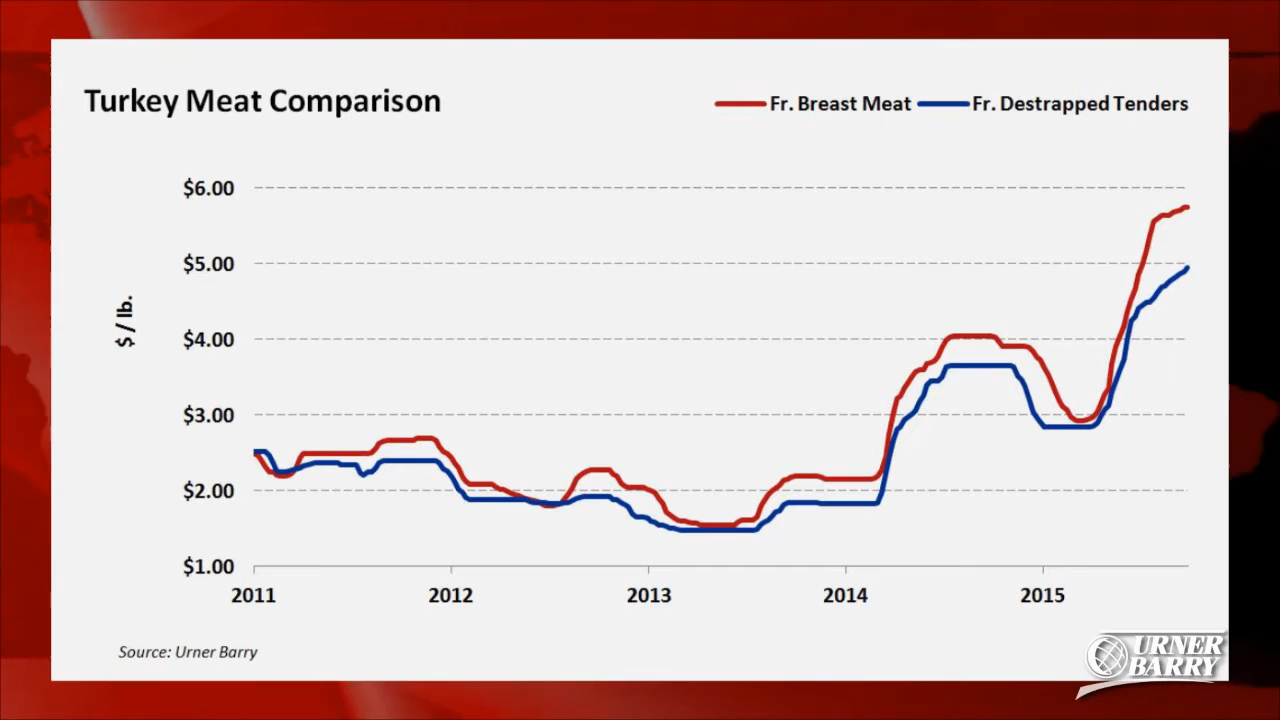 Turkey Meat Comparison
Fr. Breast Meat
Fr. Destrapped Tenders
$6.00
$5.00
$4.00
$3.00
$2.00
$1.00
$ / lb.
2011 2012 2013 2014 2015
Source: Urner Barry
URNER
BARRY